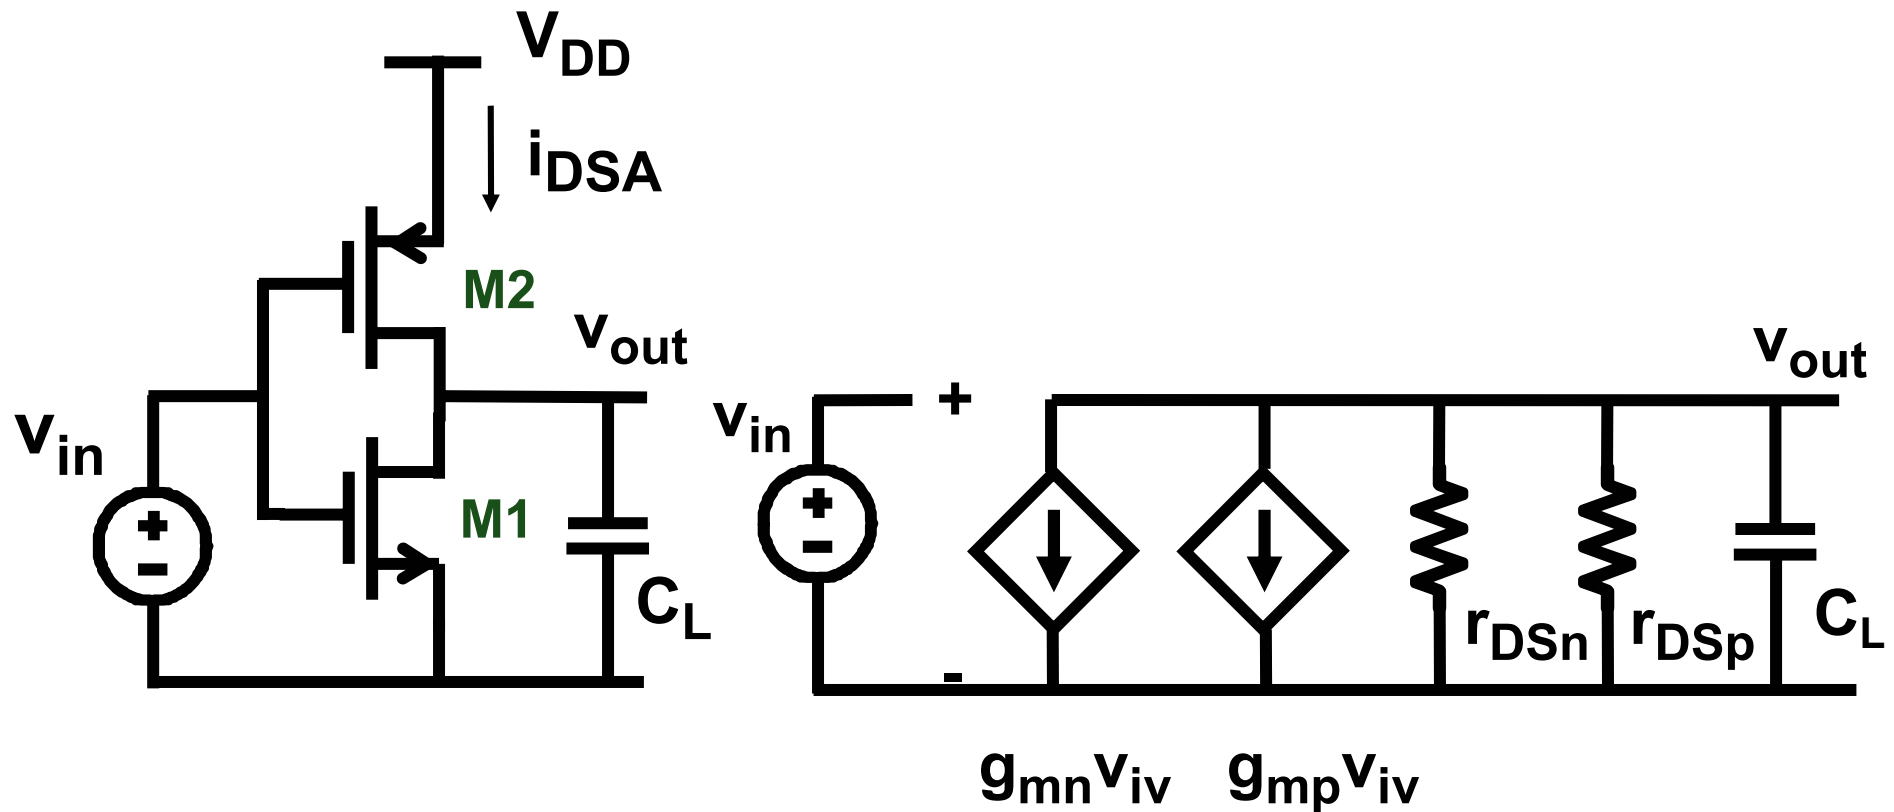 VDD
iDSA
M2
vout
vin
+
-
M1
CL
vout
vin
+
-
+
-
rDSn
rDSp
CL
gmnviv
gmpviv